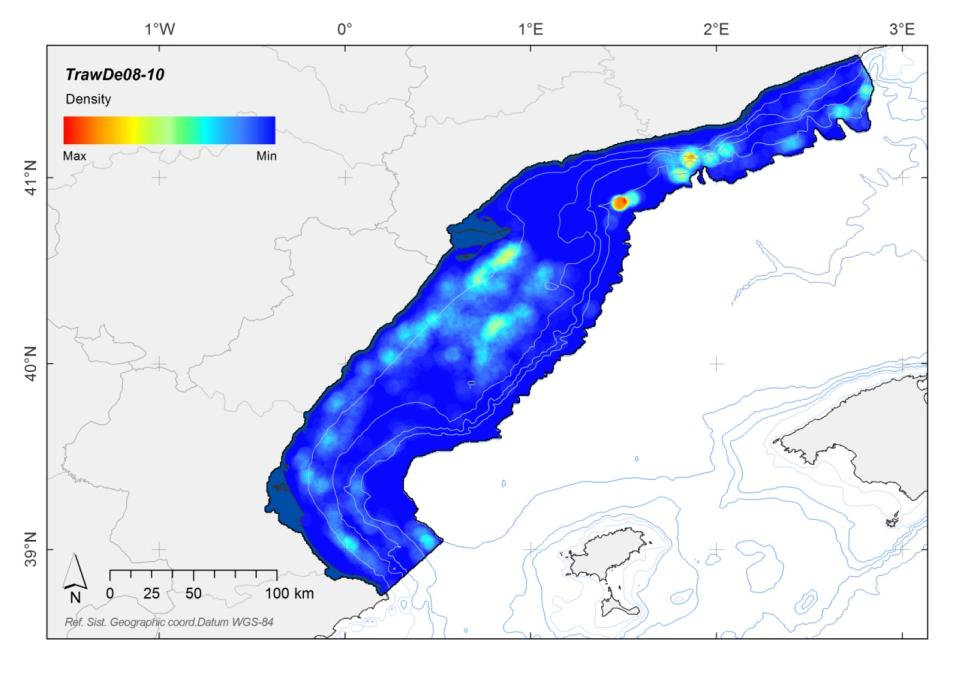 1°W 0° 1°E 2°E 3°E
TrawDe08-10
Density
Max Min
41°N
40°N
39°N
N 0 25 50 100 km
Ref. Sist. Geographic coord.Datum WGS-84